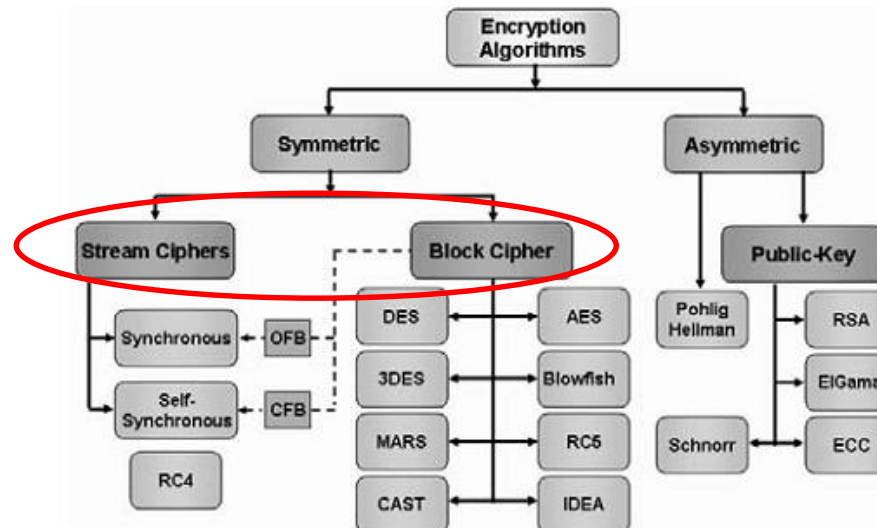 Encryption
Algorithms
Symmetric
Asymmetric
Stream Ciphers
Block Cipher
Public-Key
Synchronous
OFB
Self-
Synchronous
CFB
RC4
DES
AES
3DES
Blowfish
MARS
RC5
CAST
IDEA
Pohlig
Hellman
RSA
ElGama
Schnorr
ECC